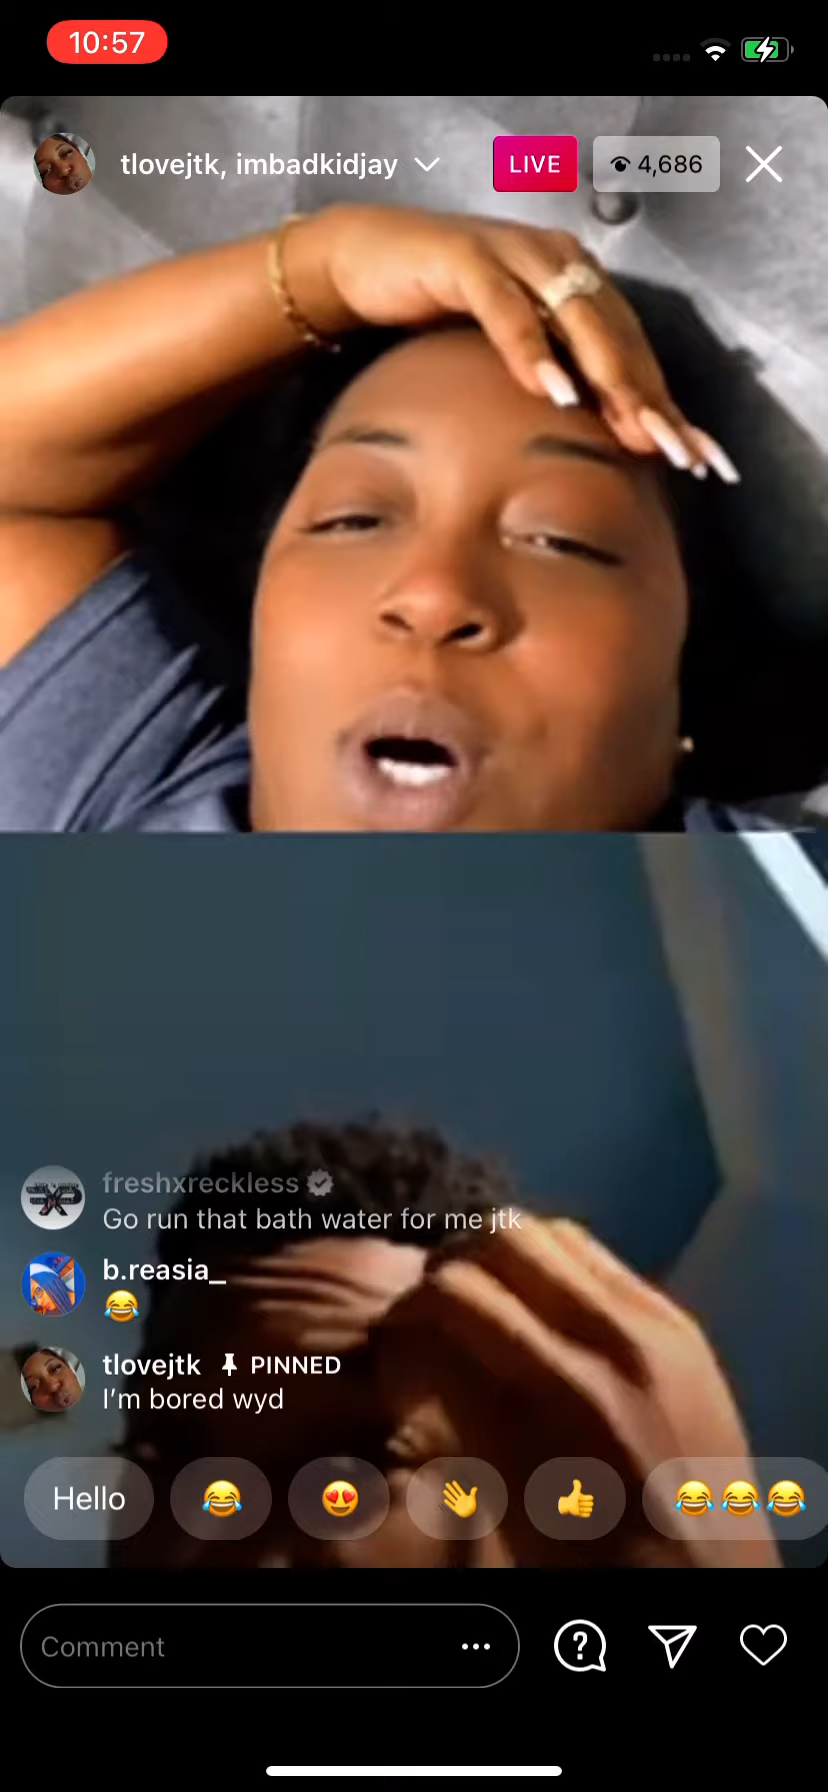 10:57
tlovejtk, imbadkidjay
LIVE
4,686
freshxreckless
Go run that bath water for me jtk
b.reasia_
😂
tlovejtk PINNED
I’m bored wyd
Hello 😂 😍 👋 👍 😂😂😂
Comment